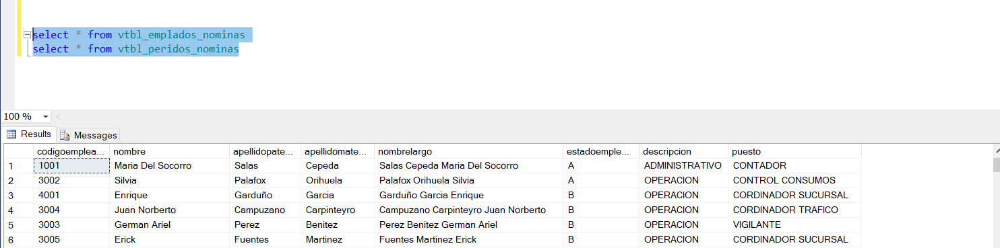 select * from vtbl_emplados_nominas
select * from vtbl_peridos_nominas
100 %
Results Messages
codigoemplea... nombre apellidopate... apellidomate... nombrelargo estadoemple... descripcion puesto
1 1001 Maria Del Socorro Salas Cepeda Salas Cepeda Maria Del Socorro A ADMINISTRATIVO CONTADOR
2 3002 Silvia Palafox Orihuela Palafox Orihuela Silvia A OPERACION CONTROL CONSUMOS
3 4001 Enrique Garduño Garcia Garduño Garcia Enrique B OPERACION CORDINADOR SUCURSAL
4 3004 Juan Norberto Campuzano Carpinteyro Campuzano Carpinteyro Juan Norberto B OPERACION CORDINADOR TRAFICO
5 3003 German Ariel Perez Benitez Perez Benitez German Ariel B OPERACION VIGILANTE
6 3005 Erick Fuentes Martinez Fuentes Martinez Erick B OPERACION CORDINADOR SUCURSAL